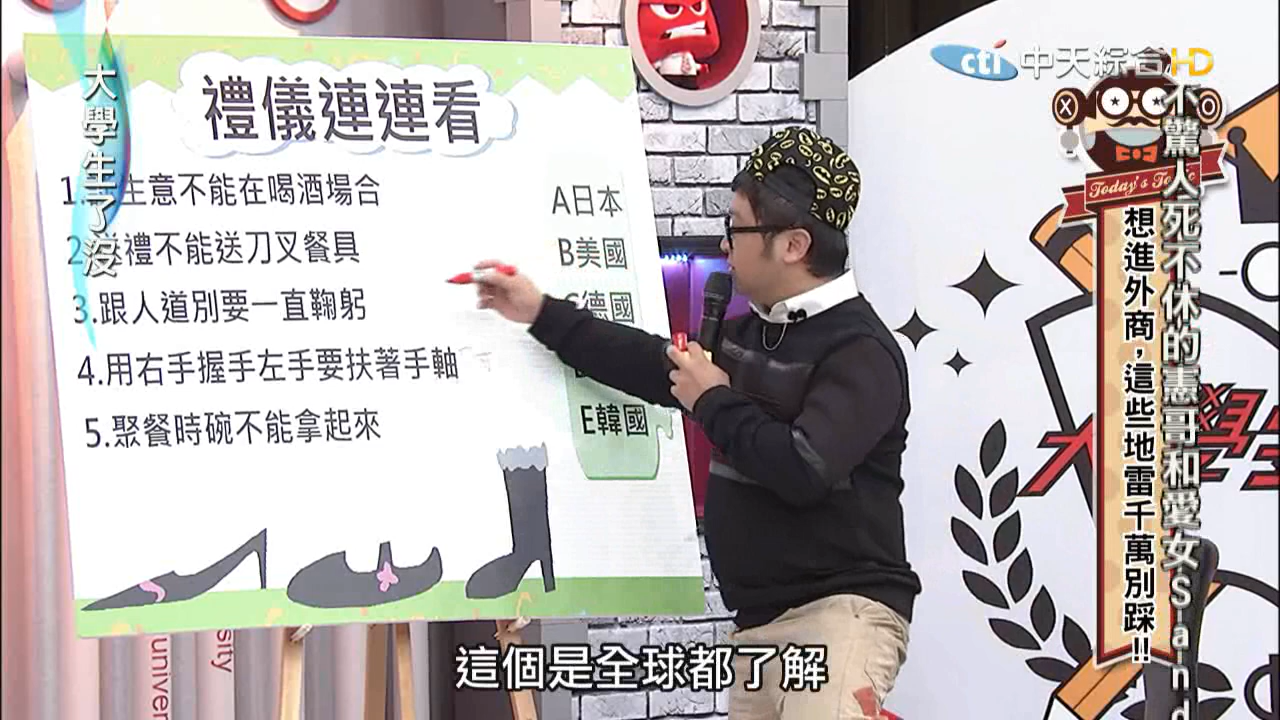 大學生了沒
禮儀連連看
1. 生意不能在喝酒場合
2. 禮不能送刀叉餐具
3.跟人道別要一直鞠躬
4.用右手握手左手要扶著手軸
5.聚餐時碗不能拿起來
A日本
B美國
德國
E韓國
cti 中天綜合HD
Today's Topic
不驚人死不休的憲哥和愛女Sand
想進外商，這些地雷千萬別踩!!
univer
sity
這個是全球都了解